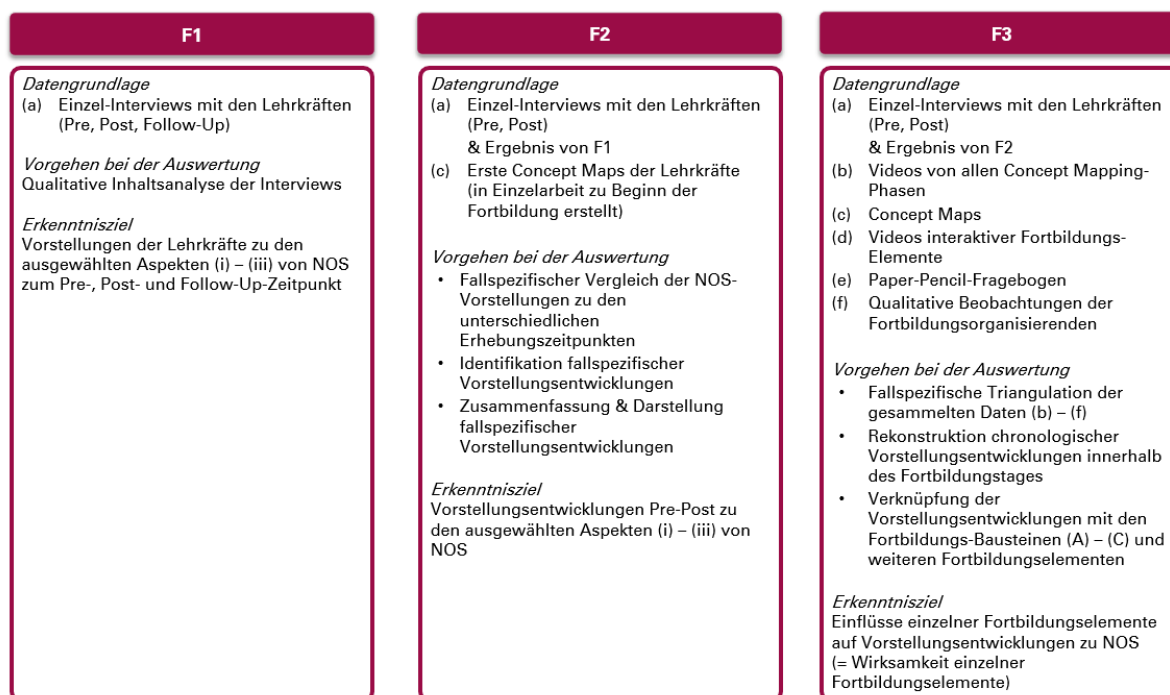 F1
Datengrundlage
(a) Einzel-Interviews mit den Lehrkräften
(Pre, Post, Follow-Up)
Vorgehen bei der Auswertung
Qualitative Inhaltsanalyse der Interviews
Erkenntnisziel
Vorstellungen der Lehrkräfte zu den
ausgewählten Aspekten (i) – (iii) von NOS
zum Pre-, Post- und Follow-Up-Zeitpunkt
F2
Datengrundlage
(a) Einzel-Interviews mit den Lehrkräften
(Pre, Post)
& Ergebnis von F1
(c) Erste Concept Maps der Lehrkräfte
(in Einzelarbeit zu Beginn der
Fortbildung erstellt)
Vorgehen bei der Auswertung
• Fallspezifischer Vergleich der NOS-
Vorstellungen zu den
unterschiedlichen
Erhebungszeitpunkten
• Identifikation fallspezifischer
Vorstellungsentwicklungen
• Zusammenfassung & Darstellung
fallspezifischer
Vorstellungsentwicklungen
Erkenntnisziel
Vorstellungsentwicklungen Pre-Post zu
den ausgewählten Aspekten (i) – (iii) von
NOS
F3
Datengrundlage
(a) Einzel-Interviews mit den Lehrkräften
(Pre, Post)
& Ergebnis von F2
(b) Videos von allen Concept Mapping-
Phasen
(c) Concept Maps
(d) Videos interaktiver Fortbildungs-
Elemente
(e) Paper-Pencil-Fragebogen
(f) Qualitative Beobachtungen der
Fortbildungsorganisierenden
Vorgehen bei der Auswertung
• Fallspezifische Triangulation der
gesammelten Daten (b) – (f)
• Rekonstruktion chronologischer
Vorstellungsentwicklungen innerhalb
des Fortbildungstages
• Verknüpfung der
Vorstellungsentwicklungen mit den
Fortbildungs-Bausteinen (A) – (C) und
weiteren Fortbildungselementen
Erkenntnisziel
Einflüsse einzelner Fortbildungselemente
auf Vorstellungsentwicklungen zu NOS
(= Wirksamkeit einzelner
Fortbildungselemente)